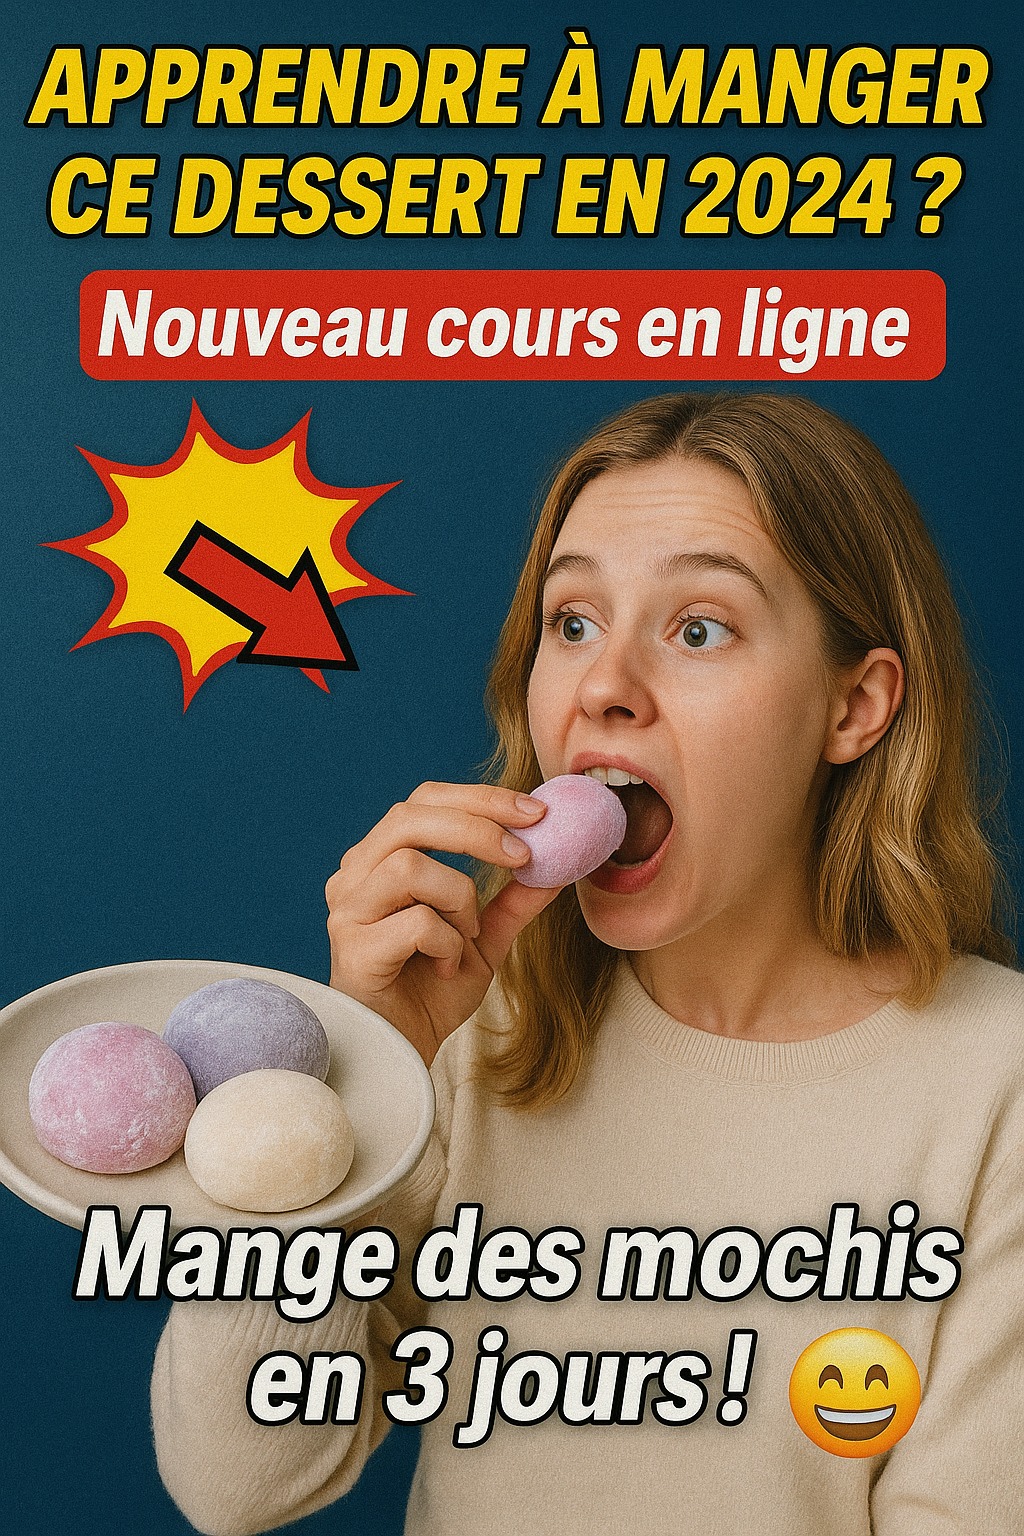 APPRENDRE À MANGER
CE DESSERT EN 2024 ?
Nouveau cours en ligne
Mange des mochis
en 3 jours !